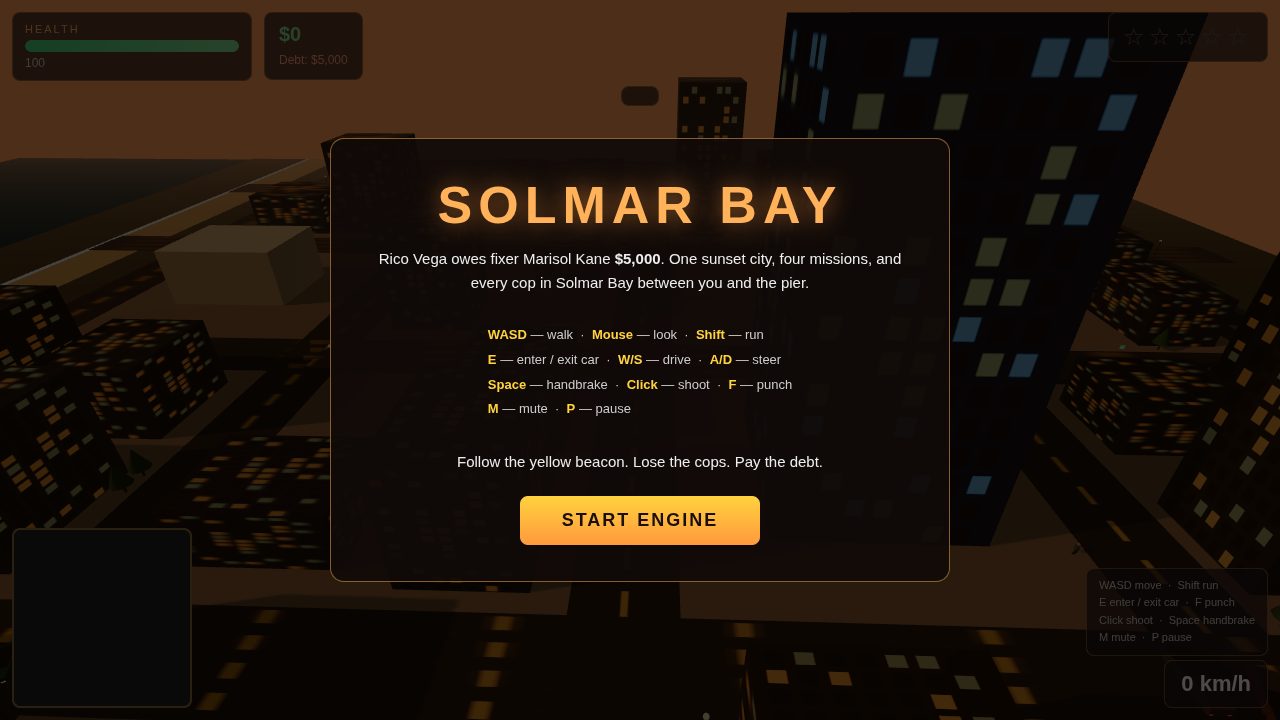 HEALTH
100
$0
Debt: $5,000
☆☆☆☆☆
SOLMAR BAY
Rico Vega owes fixer Marisol Kane $5,000. One sunset city, four missions, and
every cop in Solmar Bay between you and the pier.
WASD — walk · Mouse — look · Shift — run
E — enter / exit car · W/S — drive · A/D — steer
Space — handbrake · Click — shoot · F — punch
M — mute · P — pause
Follow the yellow beacon. Lose the cops. Pay the debt.
START ENGINE
WASD move · Shift run
E enter / exit car · F punch
Click shoot · Space handbrake
M mute · P pause
0 km/h